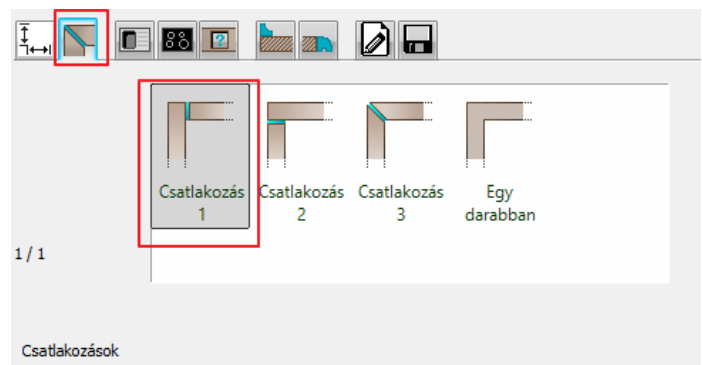 Csatlakozás
1
Csatlakozás
2
Csatlakozás
3
Egy
darabban
1 / 1
Csatlakozások